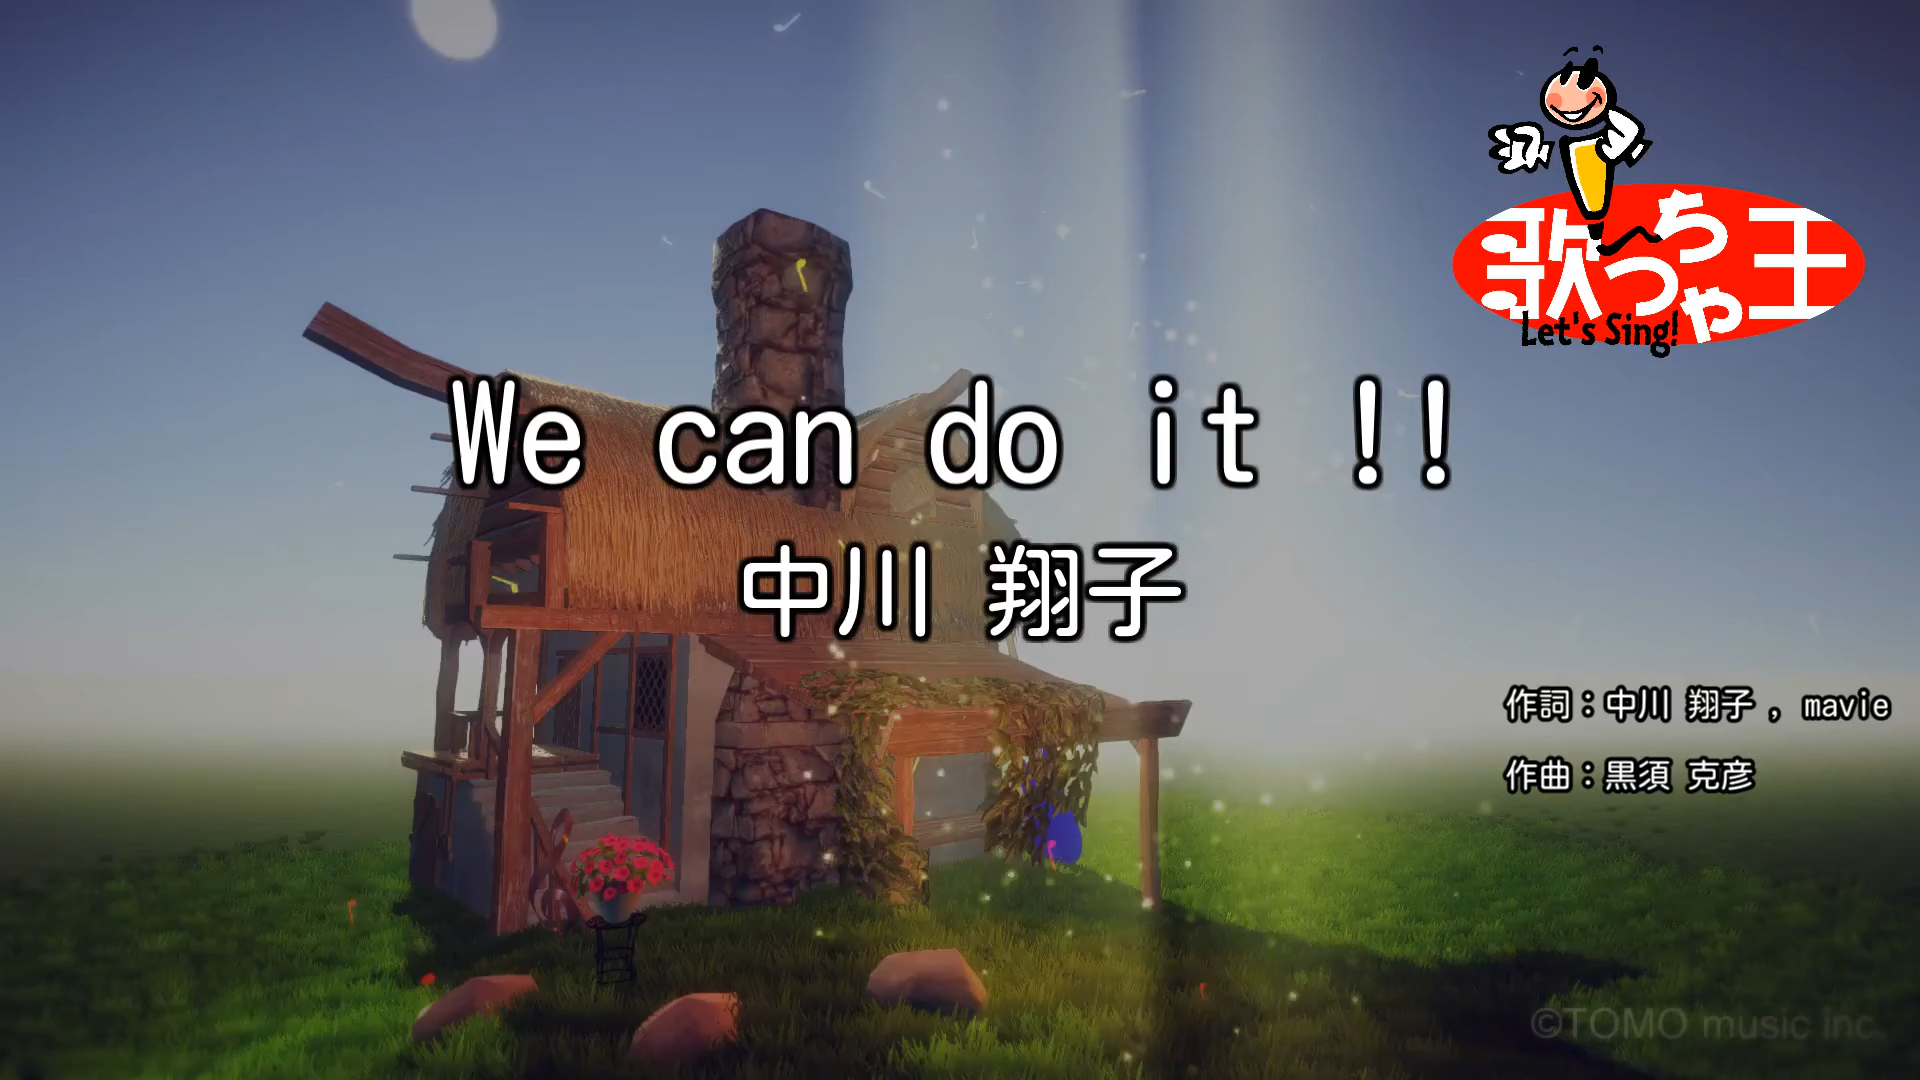 歌っちゃ王
Let's Sing!
We can do it !!
中川 翔子
作詞：中川 翔子 , mavie
作曲：黒須 克彦
©TOMO music inc.